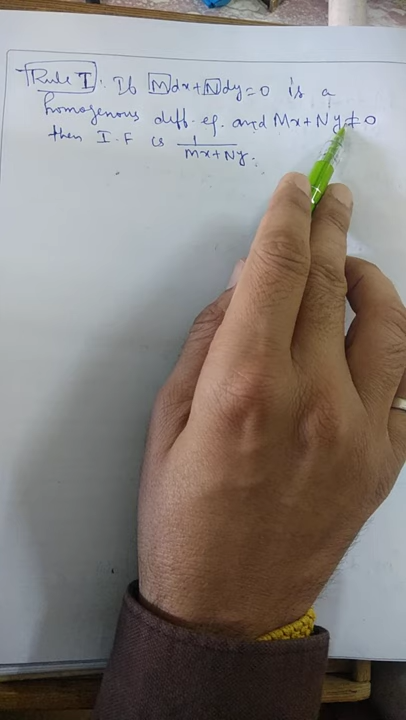 Rule I. If Mdx+Ndy=0 is a
homogenous diff. eq. and Mx+Ny≠0
then I.F is 1/Mx+Ny.